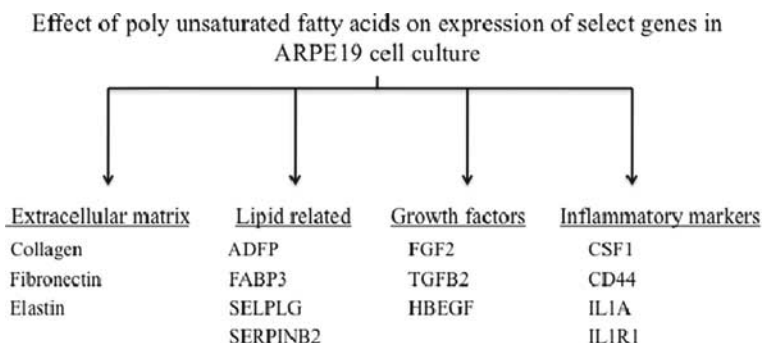 Effect of poly unsaturated fatty acids on expression of select genes in
ARPE19 cell culture
Extracellular matrix
Collagen
Fibronectin
Elastin
Lipid related
ADFP
FABP3
SELPLG
SERPINB2
Growth factors
FGF2
TGFB2
HBEGF
Inflammatory markers
CSF1
CD44
IL1A
IL1R1